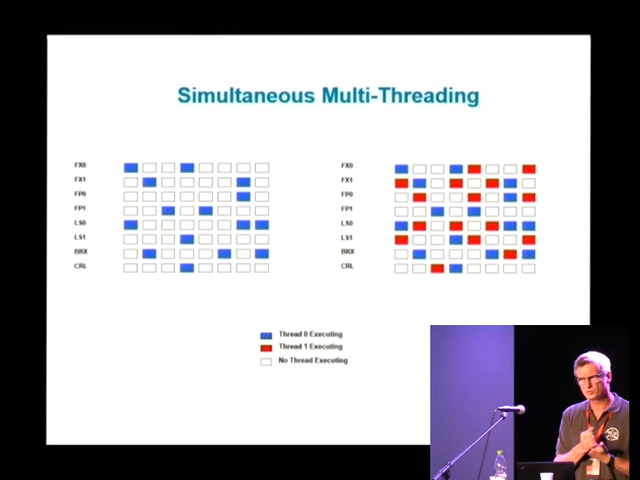 Simultaneous Multi-Threading
FX0
FX1
FP0
FP1
LS0
LS1
BRX
CRL
FX0
FX1
FP0
FP1
LS0
LS1
BRX
CRL
Thread 0 Executing
Thread 1 Executing
No Thread Executing